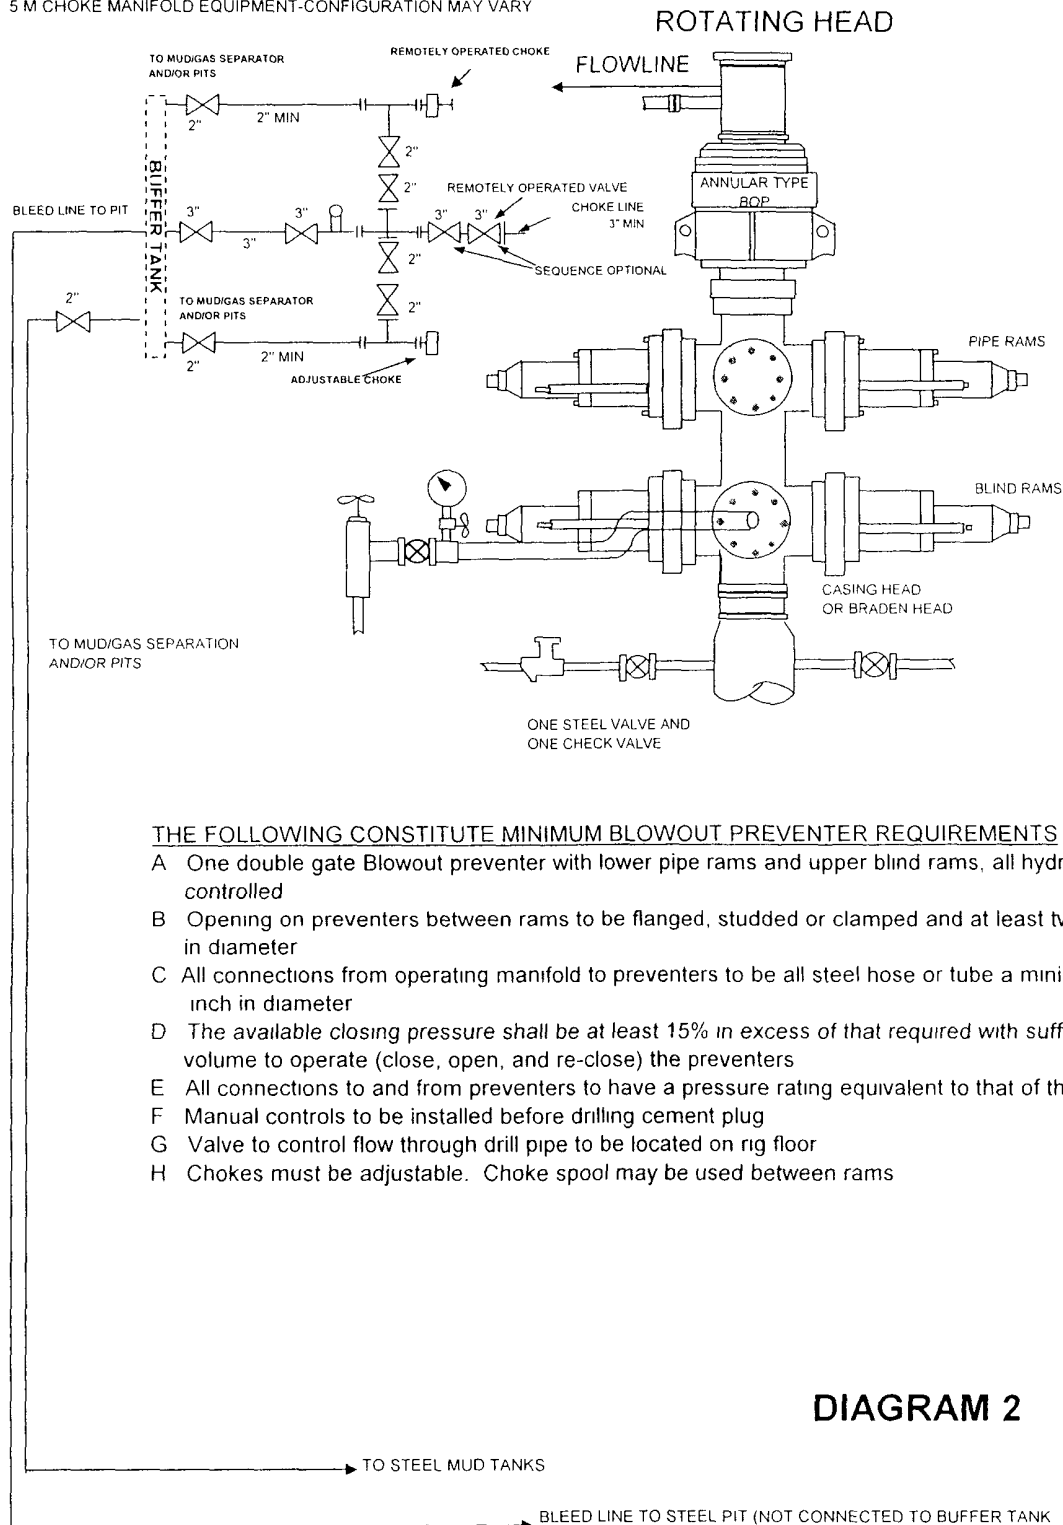 5 M CHOKE MANIFOLD EQUIPMENT-CONFIGURATION MAY VARY
ROTATING HEAD
TO MUD/GAS SEPARATOR
AND/OR PITS
REMOTELY OPERATED CHOKE
FLOWLINE
2"
2" MIN
2"
2"
BUFFER TANK
ANNULAR TYPE
BOP
REMOTELY OPERATED VALVE
CHOKE LINE
3" MIN
BLEED LINE TO PIT
3"
3"
3"
3"
3"
2"
SEQUENCE OPTIONAL
2"
TO MUD/GAS SEPARATOR
AND/OR PITS
2"
2"
2" MIN
ADJUSTABLE CHOKE
PIPE RAMS
BLIND RAMS
CASING HEAD
OR BRADEN HEAD
TO MUD/GAS SEPARATION
AND/OR PITS
ONE STEEL VALVE AND
ONE CHECK VALVE
THE FOLLOWING CONSTITUTE MINIMUM BLOWOUT PREVENTER REQUIREMENTS
A One double gate Blowout preventer with lower pipe rams and upper blind rams, all hydr
controlled
B Opening on preventers between rams to be flanged, studded or clamped and at least tv
in diameter
C All connections from operating manifold to preventers to be all steel hose or tube a mini
inch in diameter
D The available closing pressure shall be at least 15% in excess of that required with suff
volume to operate (close, open, and re-close) the preventers
E All connections to and from preventers to have a pressure rating equivalent to that of th
F Manual controls to be installed before drilling cement plug
G Valve to control flow through drill pipe to be located on rig floor
H Chokes must be adjustable. Choke spool may be used between rams
DIAGRAM 2
TO STEEL MUD TANKS
BLEED LINE TO STEEL PIT (NOT CONNECTED TO BUFFER TANK